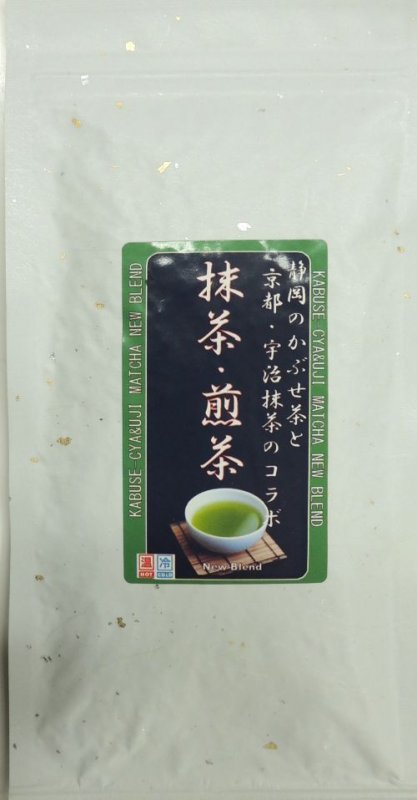 静岡のかぶせ茶と
京都・宇治抹茶のコラボ
抹茶・煎茶
KABUSE-CYA&UJI MATCHA NEW BLEND
KABUSE-CYA&UJI MATCHA NEW BLEND
温
HOT
冷
COLD
New Blend